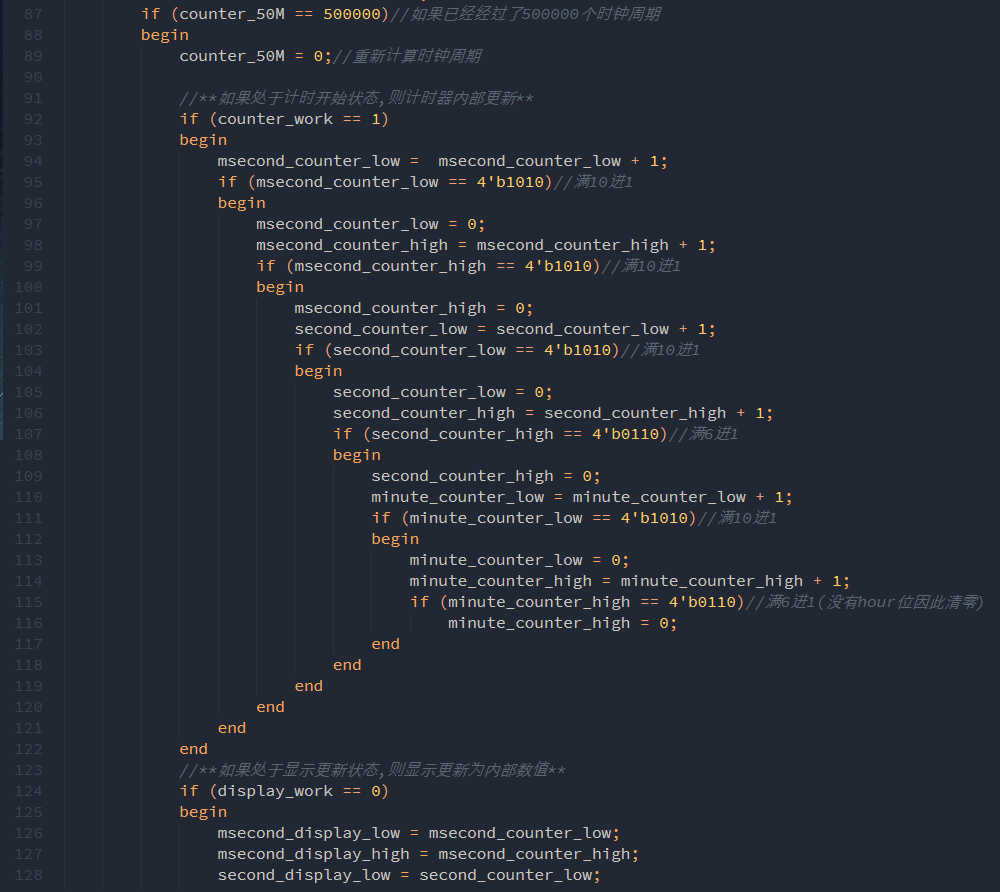 87 if (counter_50M == 500000)//如果已经经过了500000个时钟周期
88 begin
89 counter_50M = 0;//重新计算时钟周期
90
91 //**如果处于计时开始状态,则计时器内部更新**
92 if (counter_work == 1)
93 begin
94 msecond_counter_low =  msecond_counter_low + 1;
95 if (msecond_counter_low == 4'b1010)//满10进1
96 begin
97 msecond_counter_low = 0;
98 msecond_counter_high = msecond_counter_high + 1;
99 if (msecond_counter_high == 4'b1010)//满10进1
100 begin
101 msecond_counter_high = 0;
102 second_counter_low = second_counter_low + 1;
103 if (second_counter_low == 4'b1010)//满10进1
104 begin
105 second_counter_low = 0;
106 second_counter_high = second_counter_high + 1;
107 if (second_counter_high == 4'b0110)//满6进1
108 begin
109 second_counter_high = 0;
110 minute_counter_low = minute_counter_low + 1;
111 if (minute_counter_low == 4'b1010)//满10进1
112 begin
113 minute_counter_low = 0;
114 minute_counter_high = minute_counter_high + 1;
115 if (minute_counter_high == 4'b0110)//满6进1(没有hour位因此清零)
116 minute_counter_high = 0;
117 end
118 end
119 end
120 end
121 end
122 end
123 //**如果处于显示更新状态,则显示更新为内部数值**
124 if (display_work == 0)
125 begin
126 msecond_display_low = msecond_counter_low;
127 msecond_display_high = msecond_counter_high;
128 second_display_low = second_counter_low;